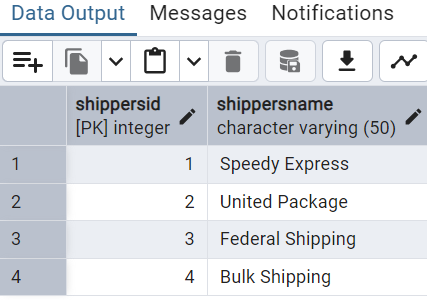 Data Output Messages Notifications
shippersid shippersname
[PK] integer character varying (50)
1 1 Speedy Express
2 2 United Package
3 3 Federal Shipping
4 4 Bulk Shipping